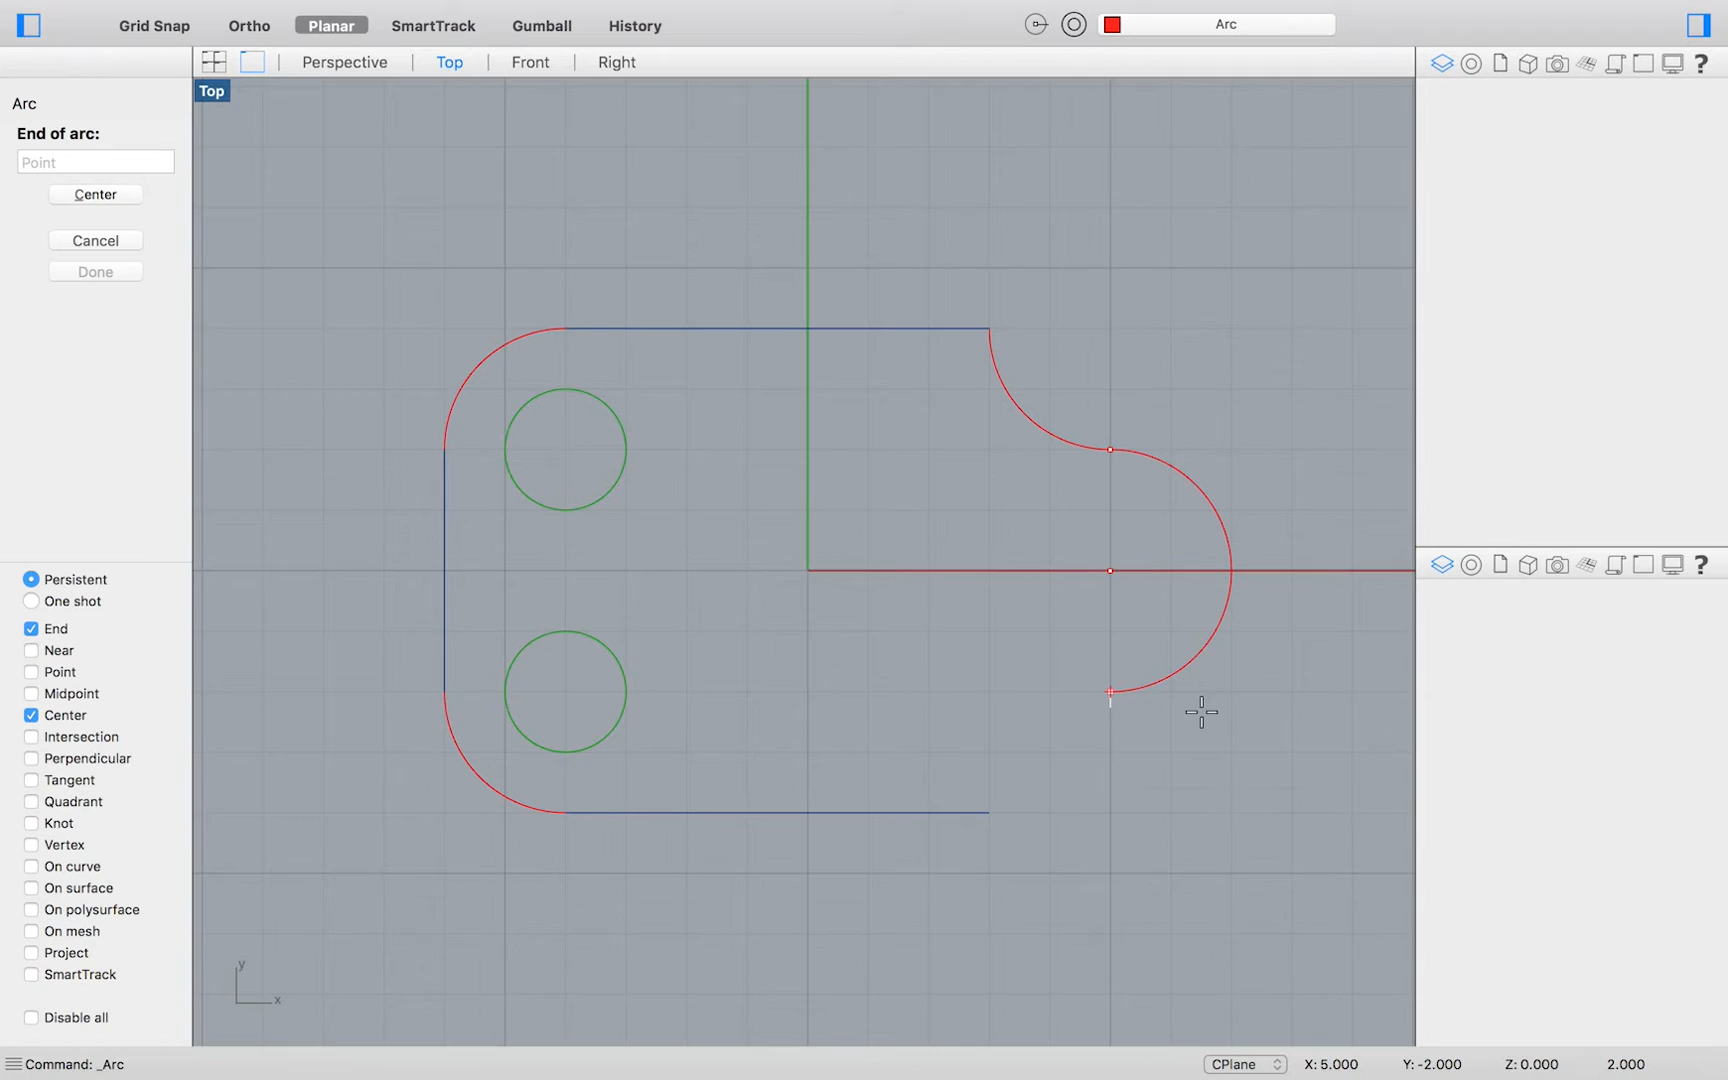 Grid Snap Ortho Planar SmartTrack Gumball History Arc
Perspective Top Front Right ?
Top
Arc
End of arc:
Point
Center
Cancel
Done
Persistent
One shot
End
Near
Point
Midpoint
Center
Intersection
Perpendicular
Tangent
Quadrant
Knot
Vertex
On curve
On surface
On polysurface
On mesh
Project
SmartTrack
Disable all
?
y
x
Command: _Arc CPlane X: 5.000 Y: -2.000 Z: 0.000 2.000